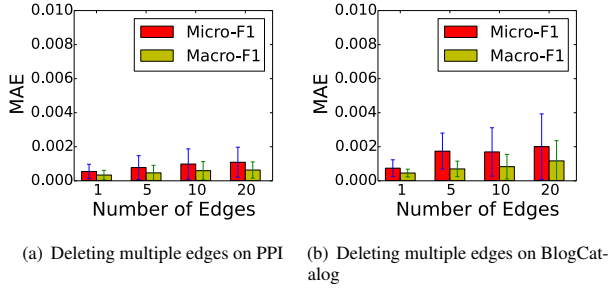 0.010
0.008
0.006
0.004
0.002
0.000
MAE
Micro-F1
Macro-F1
1 5 10 20
Number of Edges
(a) Deleting multiple edges on PPI
0.010
0.008
0.006
0.004
0.002
0.000
MAE
Micro-F1
Macro-F1
1 5 10 20
Number of Edges
(b) Deleting multiple edges on BlogCat-
alog